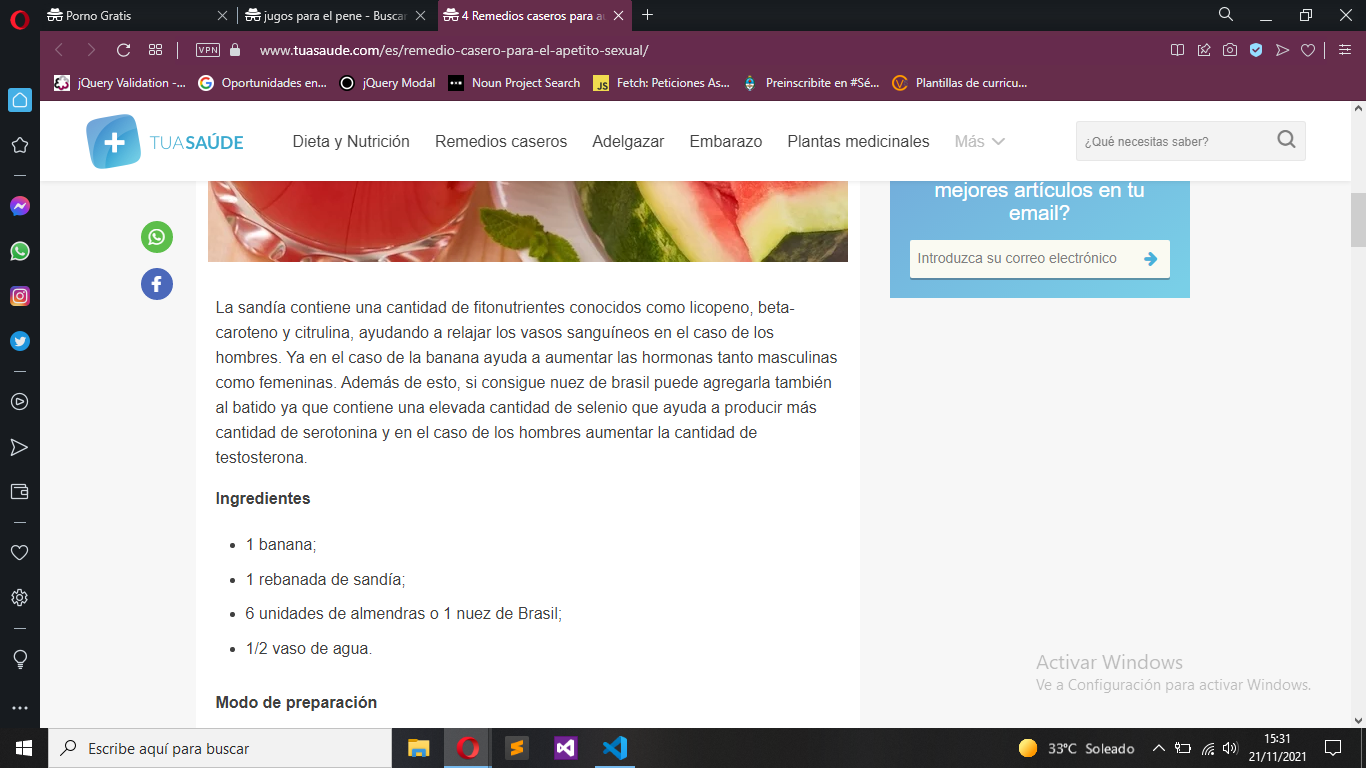 Porno Gratis
jugos para el pene - Buscar
4 Remedios caseros para au
VPN
www.tuasaude.com/es/remedio-casero-para-el-apetito-sexual/
jQuery Validation -...
Oportunidades en...
jQuery Modal
Noun Project Search
JS
Fetch: Peticiones As...
Preinscribite en #Sé...
Plantillas de curricu...
TUASAÚDE
Dieta y Nutrición
Remedios caseros
Adelgazar
Embarazo
Plantas medicinales
Más
¿Qué necesitas saber?
mejores artículos en tu
email?
Introduzca su correo electrónico
La sandía contiene una cantidad de fitonutrientes conocidos como licopeno, beta-
caroteno y citrulina, ayudando a relajar los vasos sanguíneos en el caso de los
hombres. Ya en el caso de la banana ayuda a aumentar las hormonas tanto masculinas
como femeninas. Además de esto, si consigue nuez de brasil puede agregarla también
al batido ya que contiene una elevada cantidad de selenio que ayuda a producir más
cantidad de serotonina y en el caso de los hombres aumentar la cantidad de
testosterona.
Ingredientes
1 banana;
1 rebanada de sandía;
6 unidades de almendras o 1 nuez de Brasil;
1/2 vaso de agua.
Modo de preparación
Activar Windows
Ve a Configuración para activar Windows.
Escribe aquí para buscar
33°C Soleado
15:31
21/11/2021